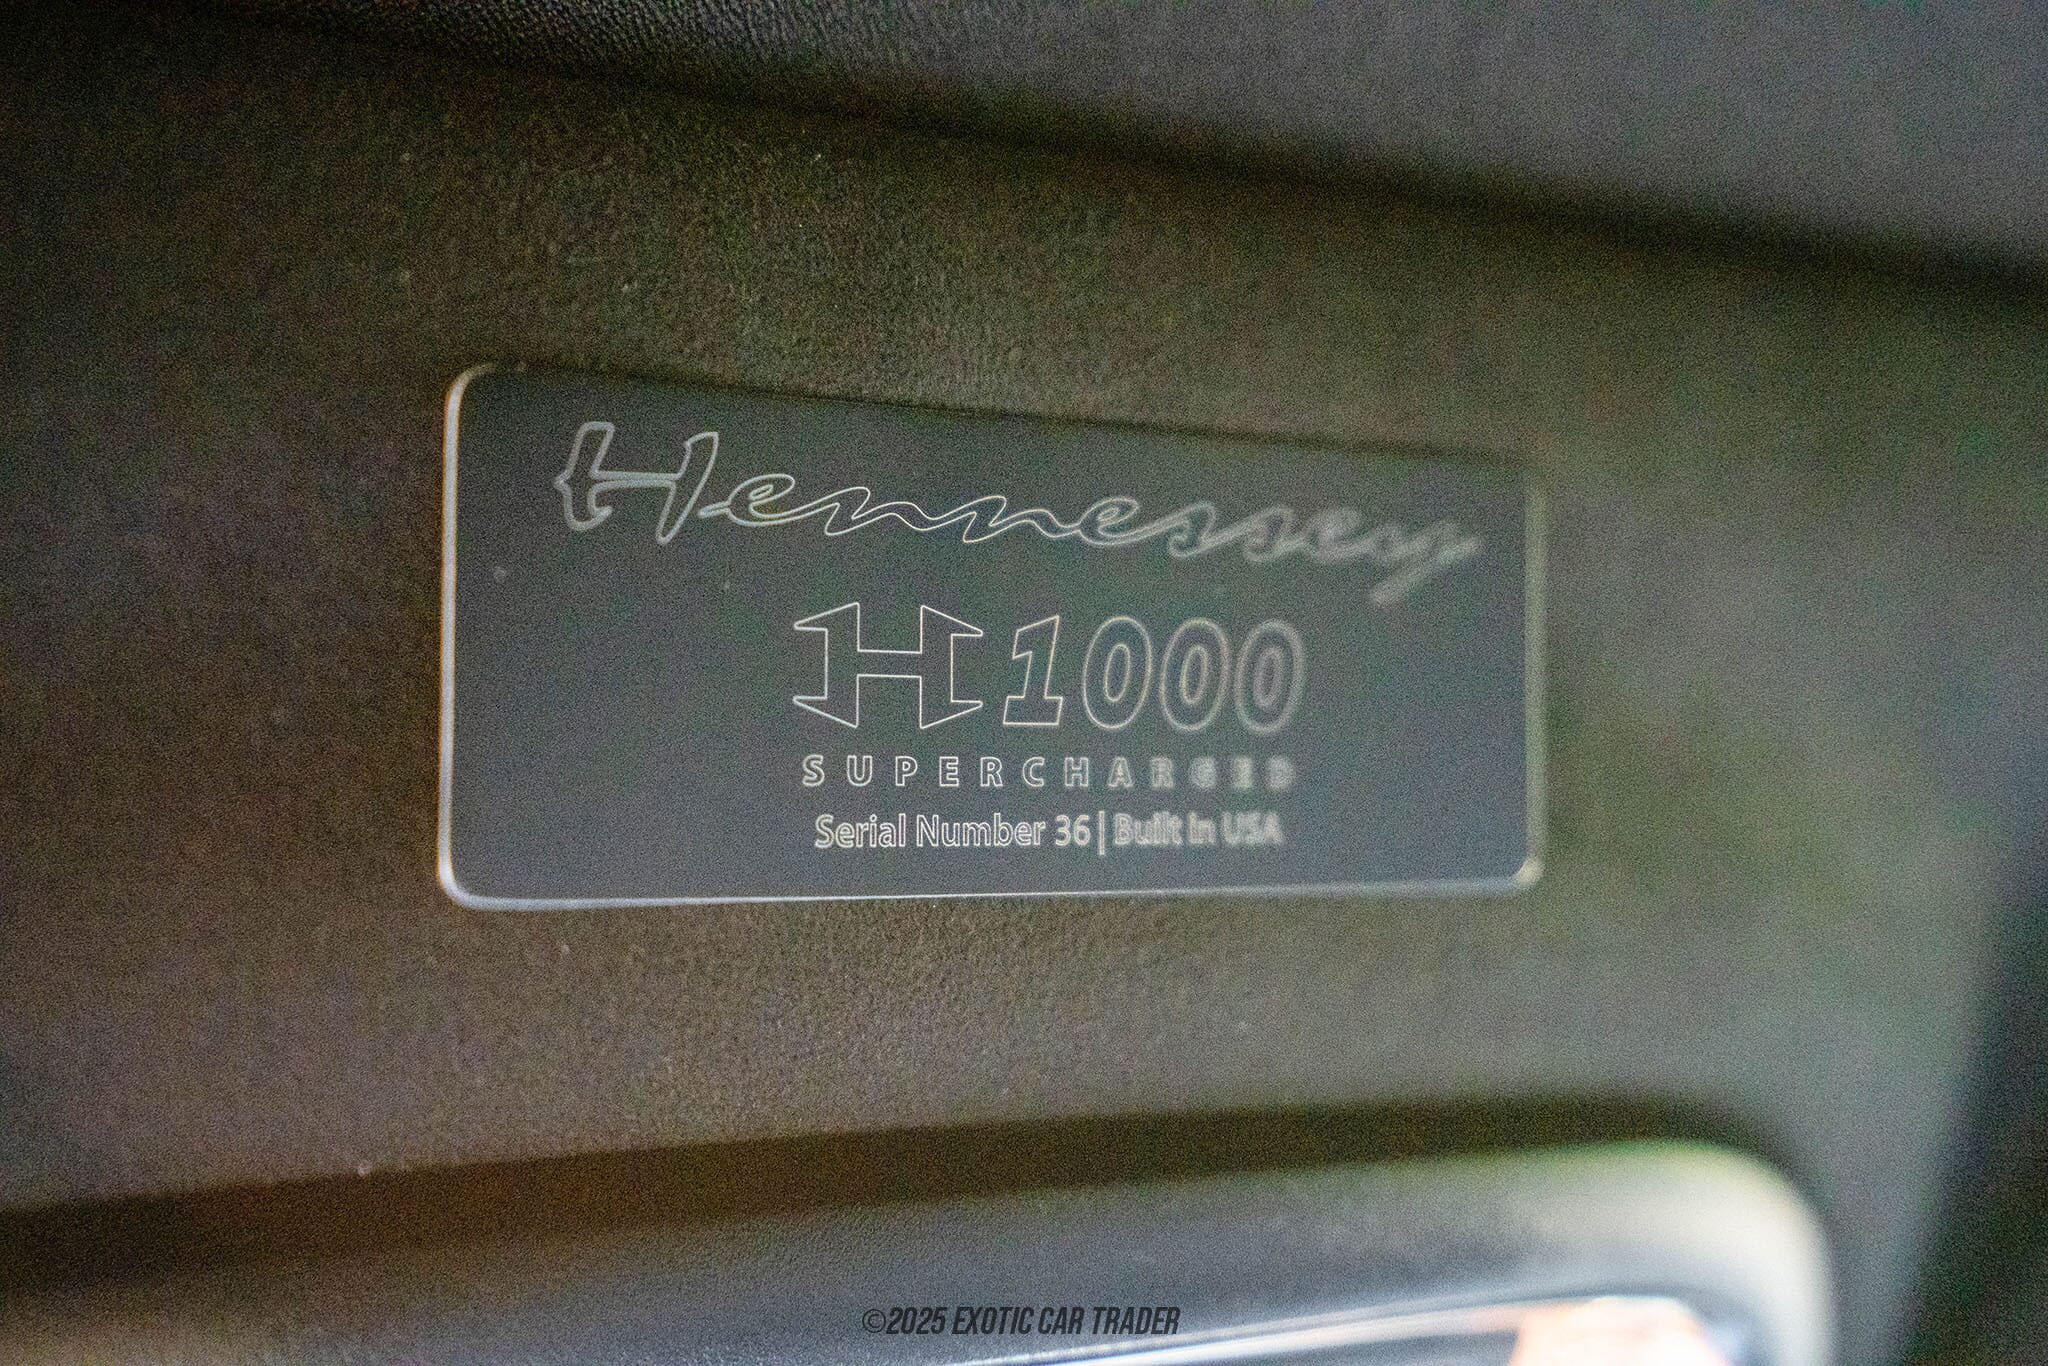 Hennessey
H1000
SUPERCHARGED
Serial Number 36 | Built in USA
©2025 EXOTIC CAR TRADER